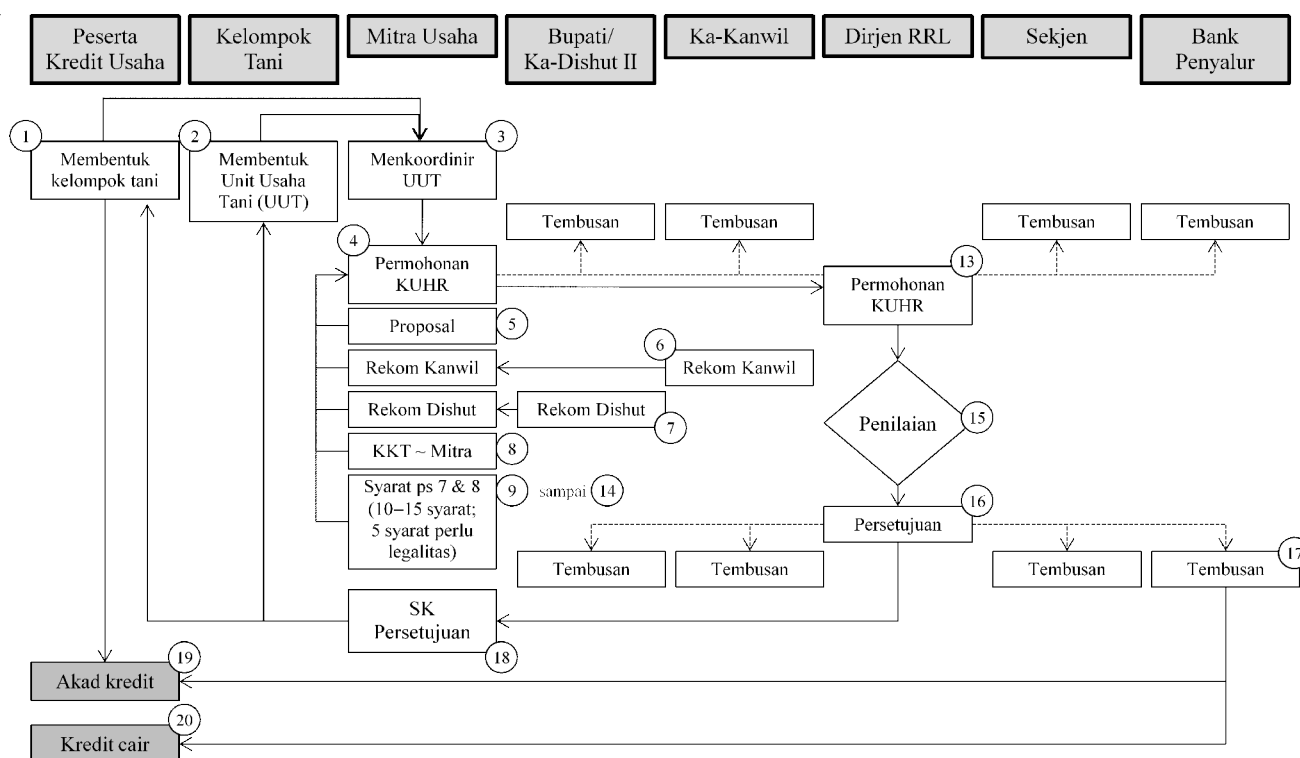 Peserta
Kredit Usaha
Kelompok
Tani
Mitra Usaha
Bupati/
Ka-Dishut II
Ka-Kanwil
Dirjen RRL
Sekjen
Bank
Penyalur
1
Membentuk
kelompok tani
2
Membentuk
Unit Usaha
Tani (UUT)
3
Menkoordinir
UUT
Tembusan
Tembusan
Tembusan
Tembusan
4
Permohonan
KUHR
13
Permohonan
KUHR
Proposal
5
6
Rekom Kanwil
Rekom Kanwil
Rekom Dishut
Rekom Dishut
7
Penilaian
15
KKT ~ Mitra
8
Syarat ps 7 & 8
(10–15 syarat;
5 syarat perlu
legalitas)
9
sampai
14
16
Persetujuan
Tembusan
Tembusan
Tembusan
Tembusan
17
SK
Persetujuan
18
19
Akad kredit
20
Kredit cair